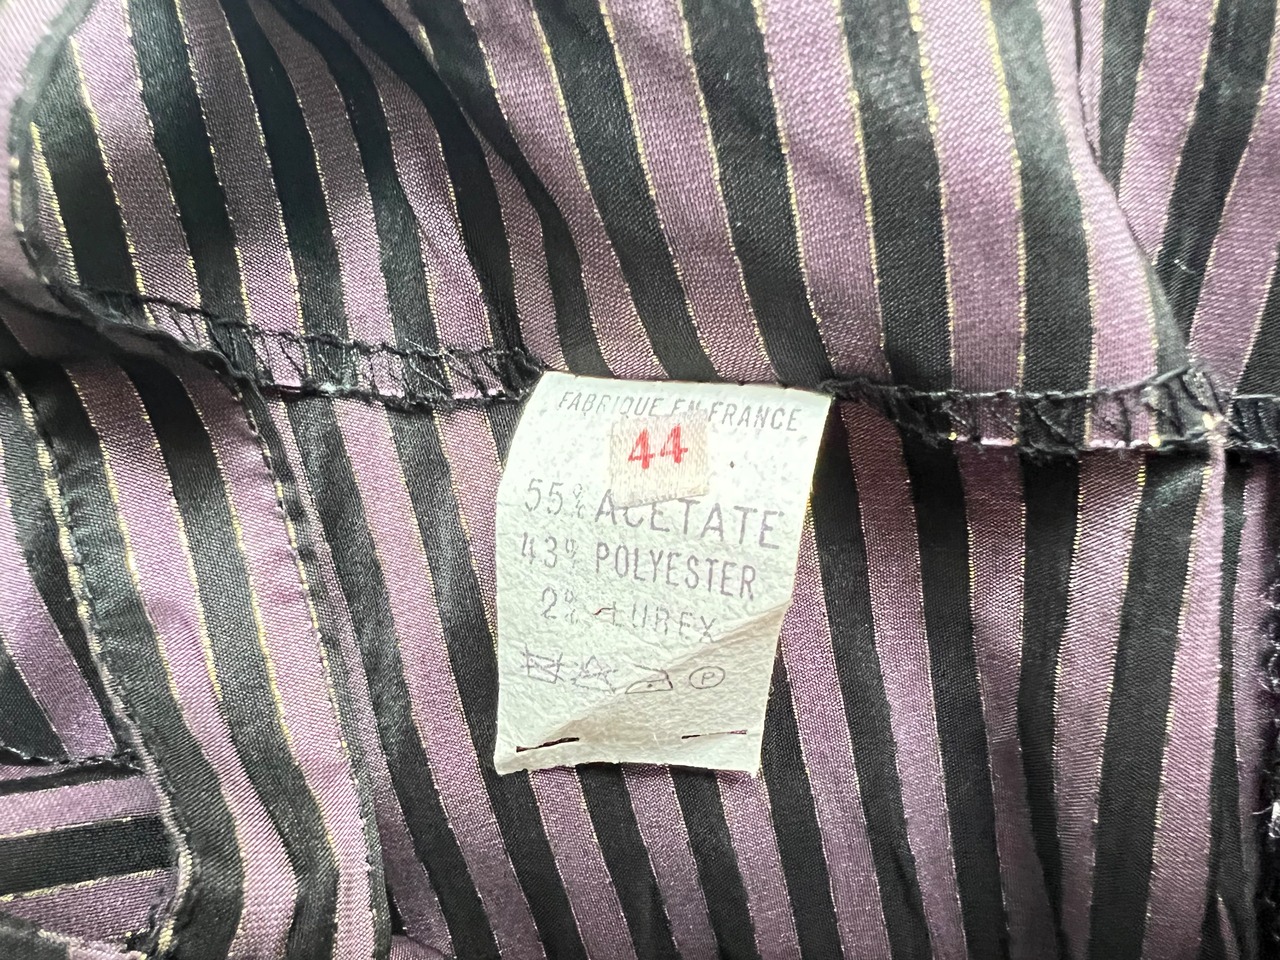 FABRIQUE EN FRANCE
44
55% ACETATE
43% POLYESTER
2% LUREX
P